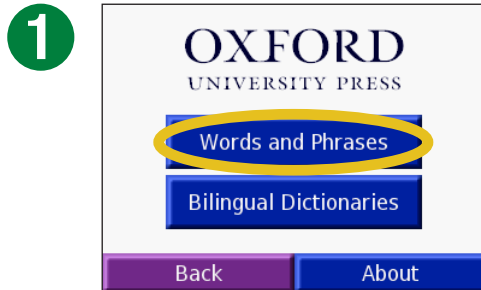 1
OXFORD
UNIVERSITY PRESS
Words and Phrases
Bilingual Dictionaries
Back About